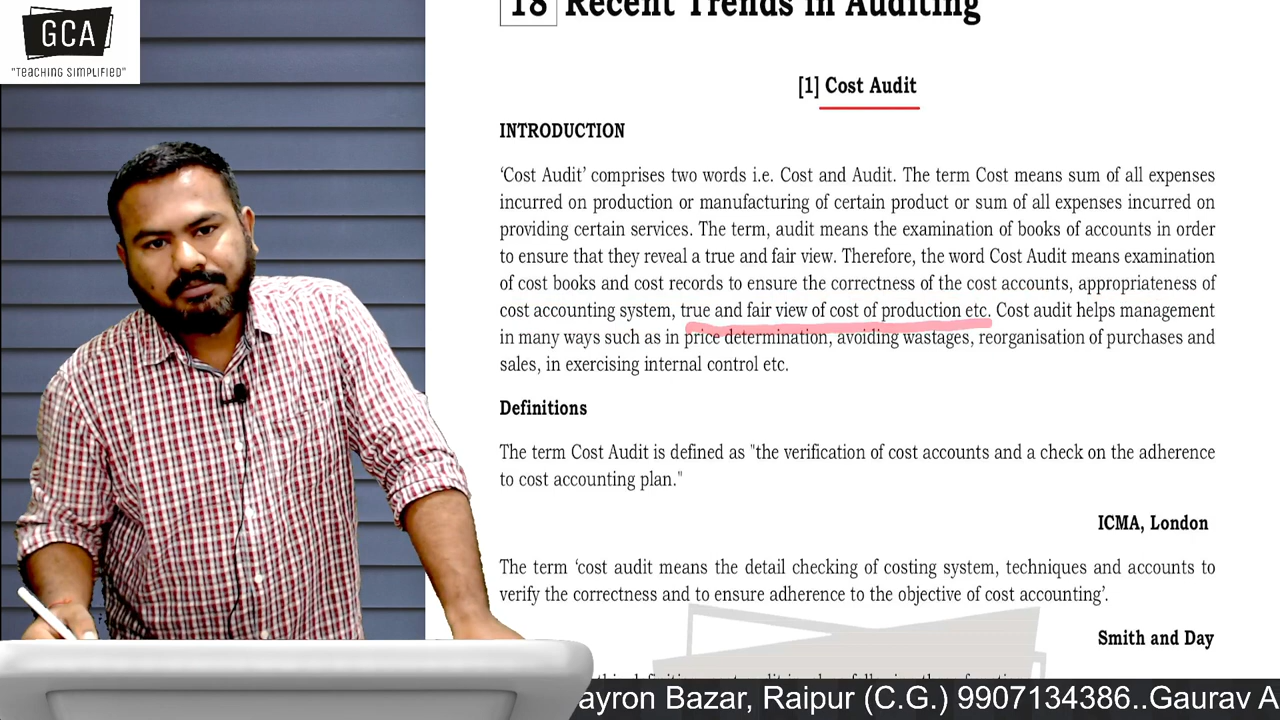 GCA
"TEACHING SIMPLIFIED"
18 Recent Trends in Auditing
[1] Cost Audit
INTRODUCTION
‘Cost Audit’ comprises two words i.e. Cost and Audit. The term Cost means sum of all expenses
incurred on production or manufacturing of certain product or sum of all expenses incurred on
providing certain services. The term, audit means the examination of books of accounts in order
to ensure that they reveal a true and fair view. Therefore, the word Cost Audit means examination
of cost books and cost records to ensure the correctness of the cost accounts, appropriateness of
cost accounting system, true and fair view of cost of production etc. Cost audit helps management
in many ways such as in price determination, avoiding wastages, reorganisation of purchases and
sales, in exercising internal control etc.
Definitions
The term Cost Audit is defined as "the verification of cost accounts and a check on the adherence
to cost accounting plan."
ICMA, London
The term ‘cost audit means the detail checking of costing system, techniques and accounts to
verify the correctness and to ensure adherence to the objective of cost accounting’.
Smith and Day
Bazar, Raipur (C.G.) 9907134386..Gaurav